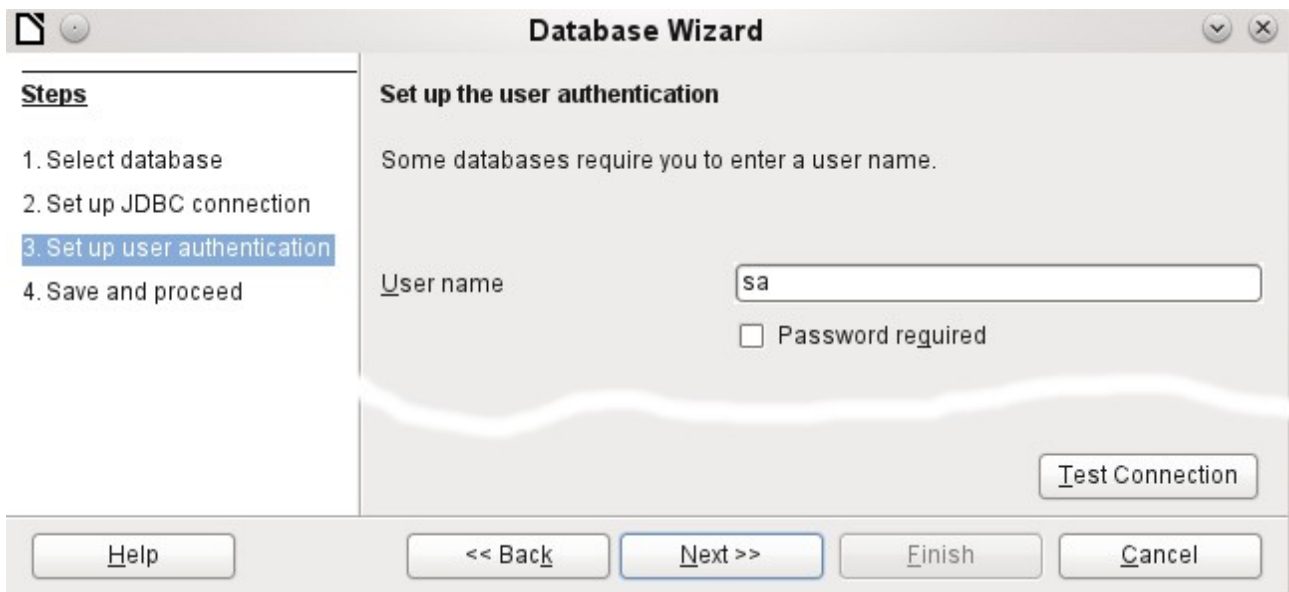 Database Wizard
Steps
1. Select database
2. Set up JDBC connection
3. Set up user authentication
4. Save and proceed
Set up the user authentication
Some databases require you to enter a user name.
User name
sa
Password required
Test Connection
Help
<< Back
Next >>
Finish
Cancel